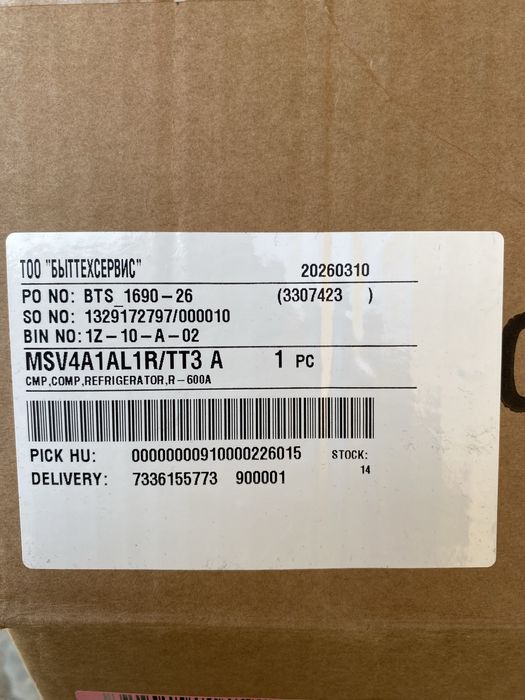 ТОО "БЫТТЕХСЕРВИС" 20260310
PO NO: BTS_1690-26 (3307423 )
SO NO: 1329172797/000010
BIN NO: 1Z-10-A-02
MSV4A1AL1R/TT3 A 1 PC
CMP,COMP,REFRIGERATOR,R-600A
PICK HU: 00000000910000226015 STOCK:
14
DELIVERY: 7336155773 900001